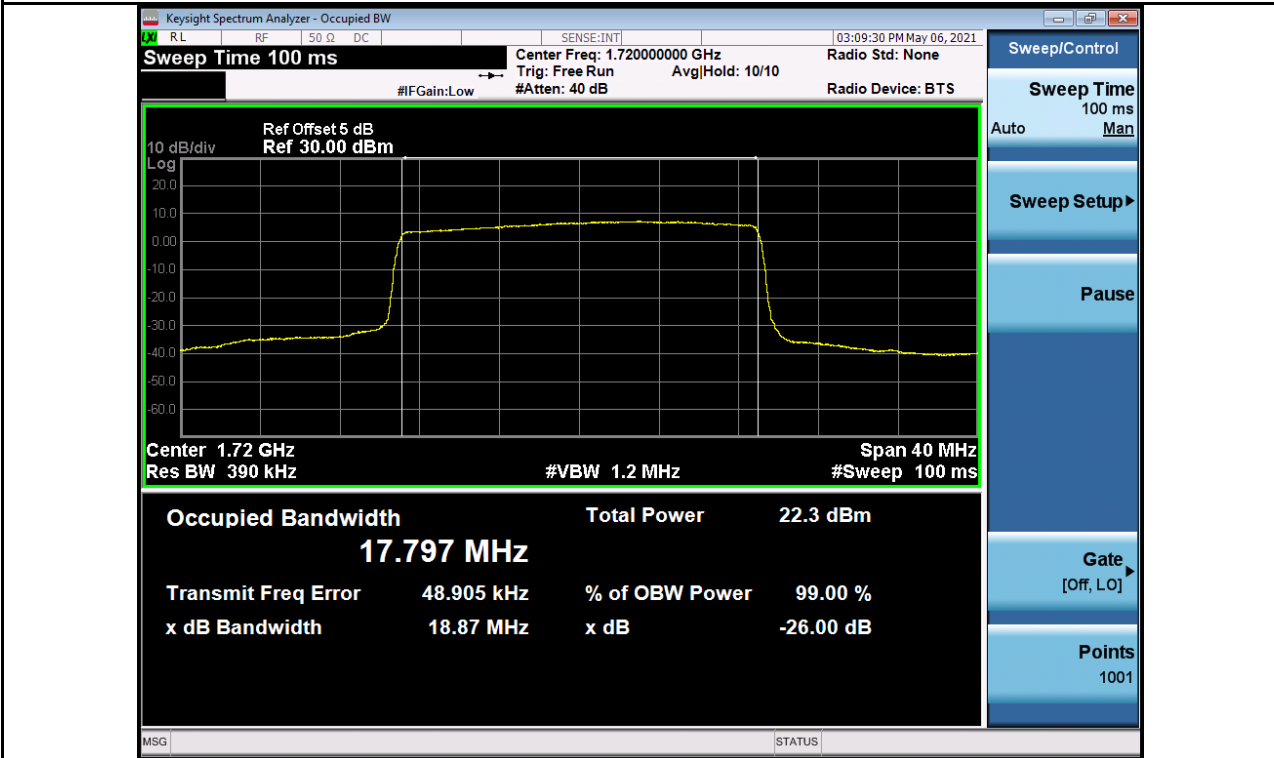 Keysight Spectrum Analyzer - Occupied BW
LXI RL RF 50 Ω DC SENSE:INT 03:09:30 PM May 06, 2021
Sweep Time 100 ms
Center Freq: 1.720000000 GHz Radio Std: None
Trig: Free Run Avg|Hold: 10/10
#IFGain:Low #Atten: 40 dB Radio Device: BTS
Ref Offset 5 dB
10 dB/div Ref 30.00 dBm
Log
20.0
10.0
0.00
-10.0
-20.0
-30.0
-40.0
-50.0
-60.0
Center 1.72 GHz Span 40 MHz
Res BW 390 kHz #VBW 1.2 MHz #Sweep 100 ms
Occupied Bandwidth Total Power 22.3 dBm
17.797 MHz
Transmit Freq Error 48.905 kHz % of OBW Power 99.00 %
x dB Bandwidth 18.87 MHz x dB -26.00 dB
MSG STATUS
Sweep/Control
Sweep Time
100 ms
Auto Man
Sweep Setup
Pause
Gate
[Off, LO]
Points
1001